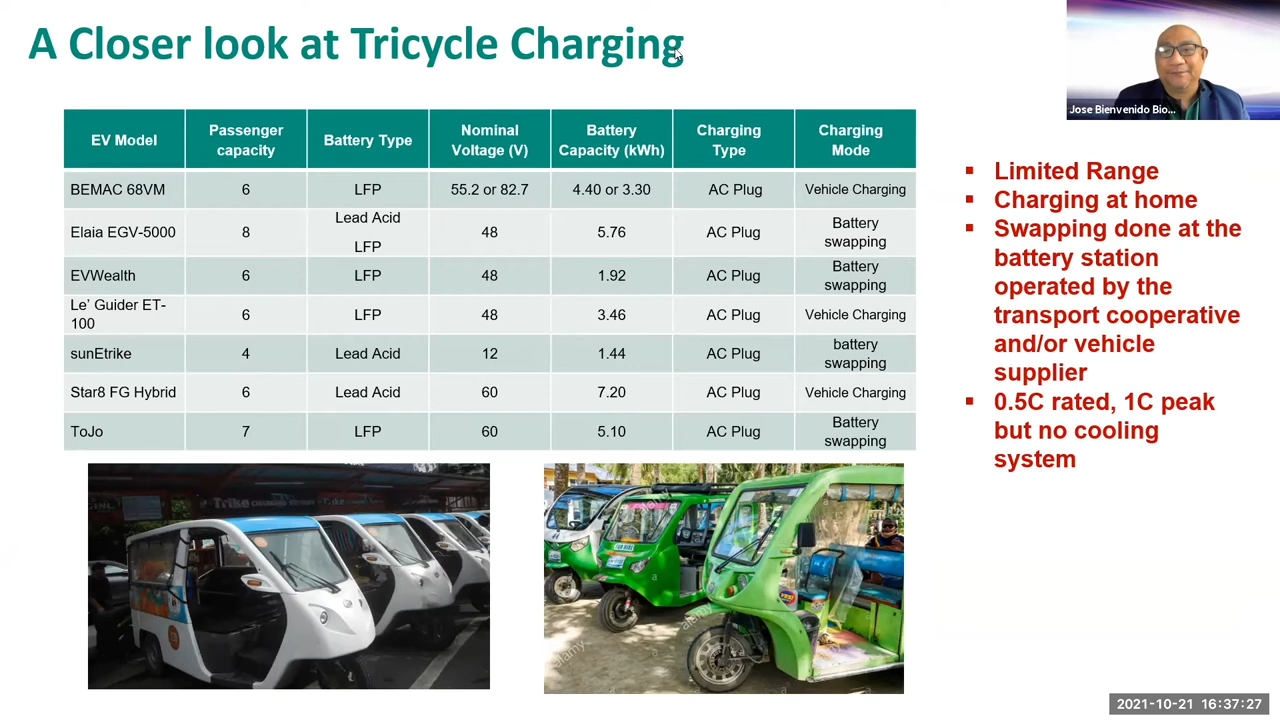 A Closer look at Tricycle Charging
Jose Bienvenido Bio...
EV Model
Passenger
capacity
Battery Type
Nominal
Voltage (V)
Battery
Capacity (kWh)
Charging
Type
Charging
Mode
BEMAC 68VM
6
LFP
55.2 or 82.7
4.40 or 3.30
AC Plug
Vehicle Charging
Elaia EGV-5000
8
Lead Acid
LFP
48
5.76
AC Plug
Battery
swapping
EVWealth
6
LFP
48
1.92
AC Plug
Battery
swapping
Le' Guider ET-
100
6
LFP
48
3.46
AC Plug
Vehicle Charging
sunEtrike
4
Lead Acid
12
1.44
AC Plug
battery
swapping
Star8 FG Hybrid
6
Lead Acid
60
7.20
AC Plug
Vehicle Charging
ToJo
7
LFP
60
5.10
AC Plug
Battery
swapping
▪ Limited Range
▪ Charging at home
▪ Swapping done at the
battery station
operated by the
transport cooperative
and/or vehicle
supplier
▪ 0.5C rated, 1C peak
but no cooling
system
Trike
alamy
alamy
a
a
2021-10-21 16:37:27